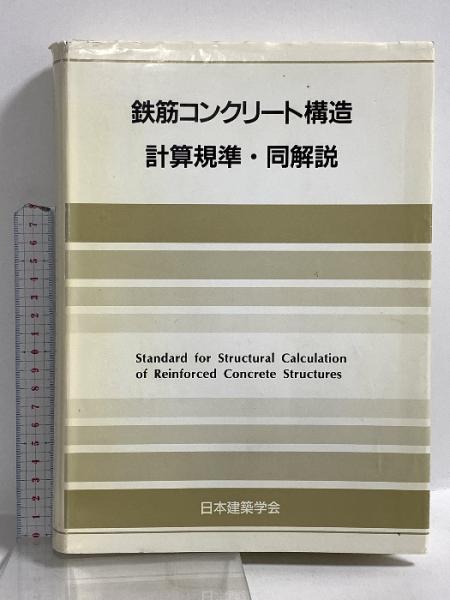 鉄筋コンクリート構造
計算規準・同解説
Standard for Structural Calculation
of Reinforced Concrete Structures
日本建築学会